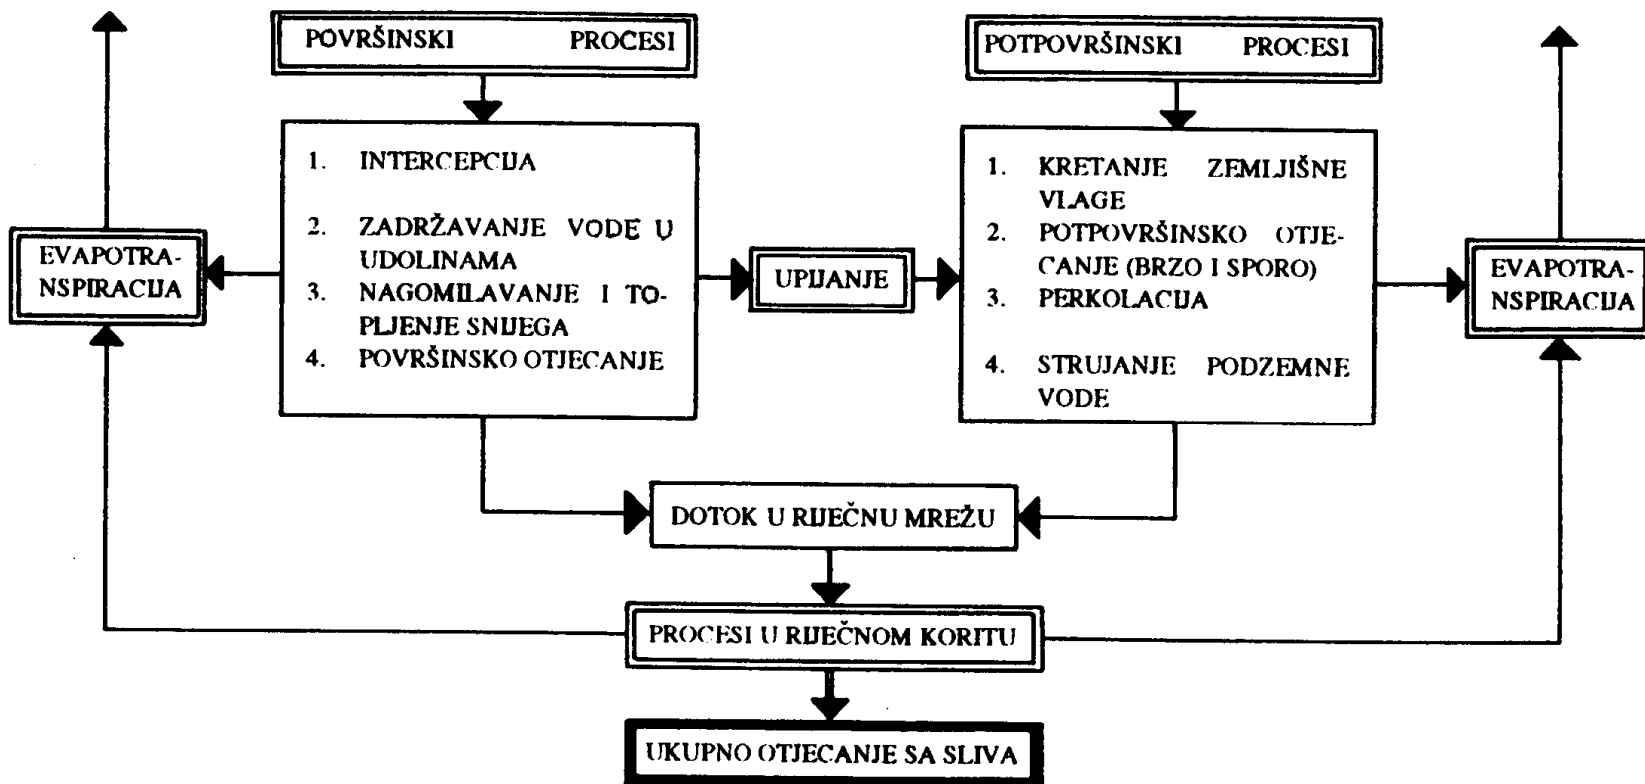 POVRŠINSKI PROCESI
POTPOVRŠINSKI PROCESI
1. INTERCEPCIJA
2. ZADRŽAVANJE VODE U
UDOLINAMA
3. NAGOMILAVANJE I TO-
PLJENJE SNIJEGA
4. POVRŠINSKO OTJECANJE
1. KRETANJE ZEMLJIŠNE
VLAGE
2. POTPOVRŠINSKO OTJE-
CANJE (BRZO I SPORO)
3. PERKOLACIJA
4. STRUJANJE PODZEMNE
VODE
EVAPOTRA-
NSPIRACIJA
UPIJANJE
EVAPOTRA-
NSPIRACIJA
DOTOK U RIJEČNU MREŽU
PROCESI U RIJEČNOM KORITU
UKUPNO OTJECANJE SA SLIVA